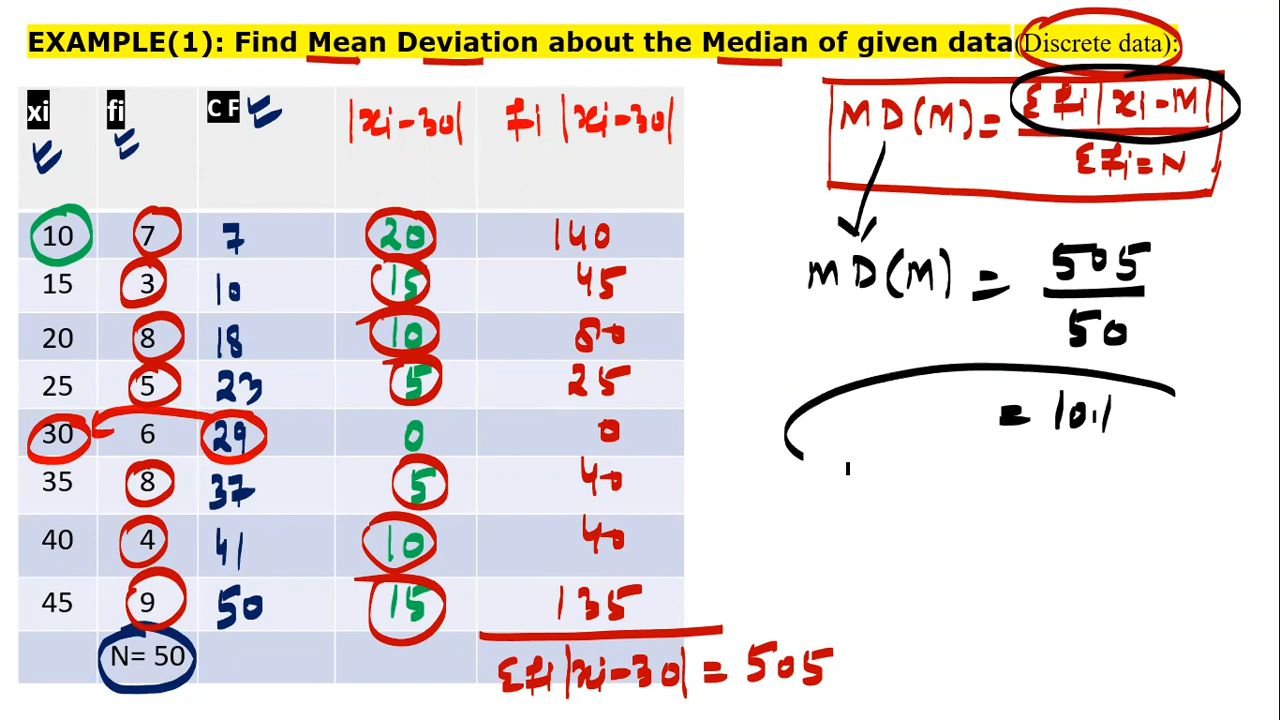 EXAMPLE(1): Find Mean Deviation about the Median of given data(Discrete data):
xi fi C F |xi-30| fi |xi-30|
10 7 7 20 140
15 3 10 15 45
20 8 18 10 80
25 5 23 5 25
30 6 29 0 0
35 8 37 5 40
40 4 41 10 40
45 9 50 15 135
N= 50
Σfi|xi-30| = 505
MD(M) = Σfi|xi-M|
Σfi=N
MD(M) = 505
50
= 10.1